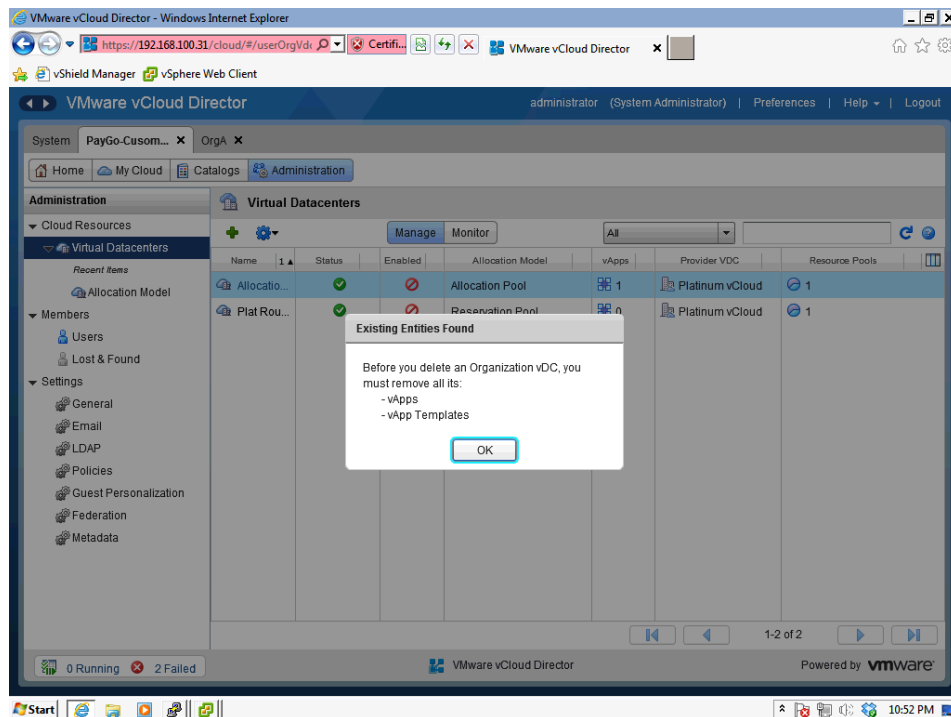 VMware vCloud Director - Windows Internet Explorer
https://192.168.100.31/cloud/#/userOrgVdc
Certifi...
VMware vCloud Director
vShield Manager
vSphere Web Client
VMware vCloud Director
administrator (System Administrator) | Preferences | Help | Logout
System
PayGo-Cusom...
OrgA
Home
My Cloud
Catalogs
Administration
Administration
Virtual Datacenters
Cloud Resources
Manage
Monitor
All
Virtual Datacenters
Name 1
Status
Enabled
Allocation Model
vApps
Provider VDC
Resource Pools
Recent Items
Allocation Model
Allocatio...
Allocation Pool
1
Platinum vCloud
1
Plat Rou...
Reservation Pool
0
Platinum vCloud
1
Members
Users
Lost & Found
Settings
General
Email
LDAP
Policies
Guest Personalization
Federation
Metadata
Existing Entities Found
Before you delete an Organization vDC, you
must remove all its:
- vApps
- vApp Templates
OK
1-2 of 2
0 Running
2 Failed
VMware vCloud Director
Powered by vmware
Start
10:52 PM